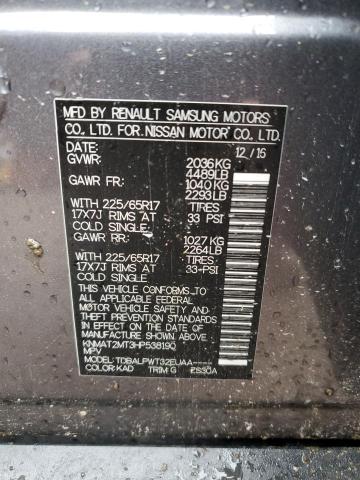 MFD BY RENAULT SAMSUNG MOTORS
CO., LTD. FOR NISSAN MOTOR CO., LTD.
DATE: 12/16
GVWR: 2036KG
4489LB
GAWR FR: 1040KG
2293LB
WITH 225/65R17 TIRES
17X7J RIMS AT 33 PSI
COLD SINGLE
GAWR RR: 1027KG
2264LB
WITH 225/65R17 TIRES
17X7J RIMS AT 33-PSI
COLD SINGLE
THIS VEHICLE CONFORMS TO
ALL APPLICABLE FEDERAL
MOTOR VEHICLE SAFETY AND
THEFT PREVENTION STANDARDS
IN EFFECT ON THE DATE OF
MANUFACTURE SHOWN ABOVE.
KNMAT2MT3HP538190
MPV
MODEL: TDBALPWT32EUAA----
COLOR: KAD TRIM: G